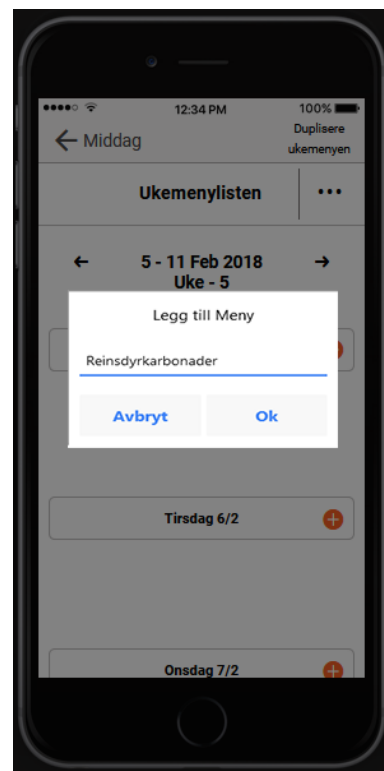 12:34 PM 100%
Middag
Duplisere
ukemenyen
Ukemenylisten
5 - 11 Feb 2018
Uke - 5
Legg till Meny
Reinsdyrkarbonader
Avbryt Ok
Tirsdag 6/2
Onsdag 7/2